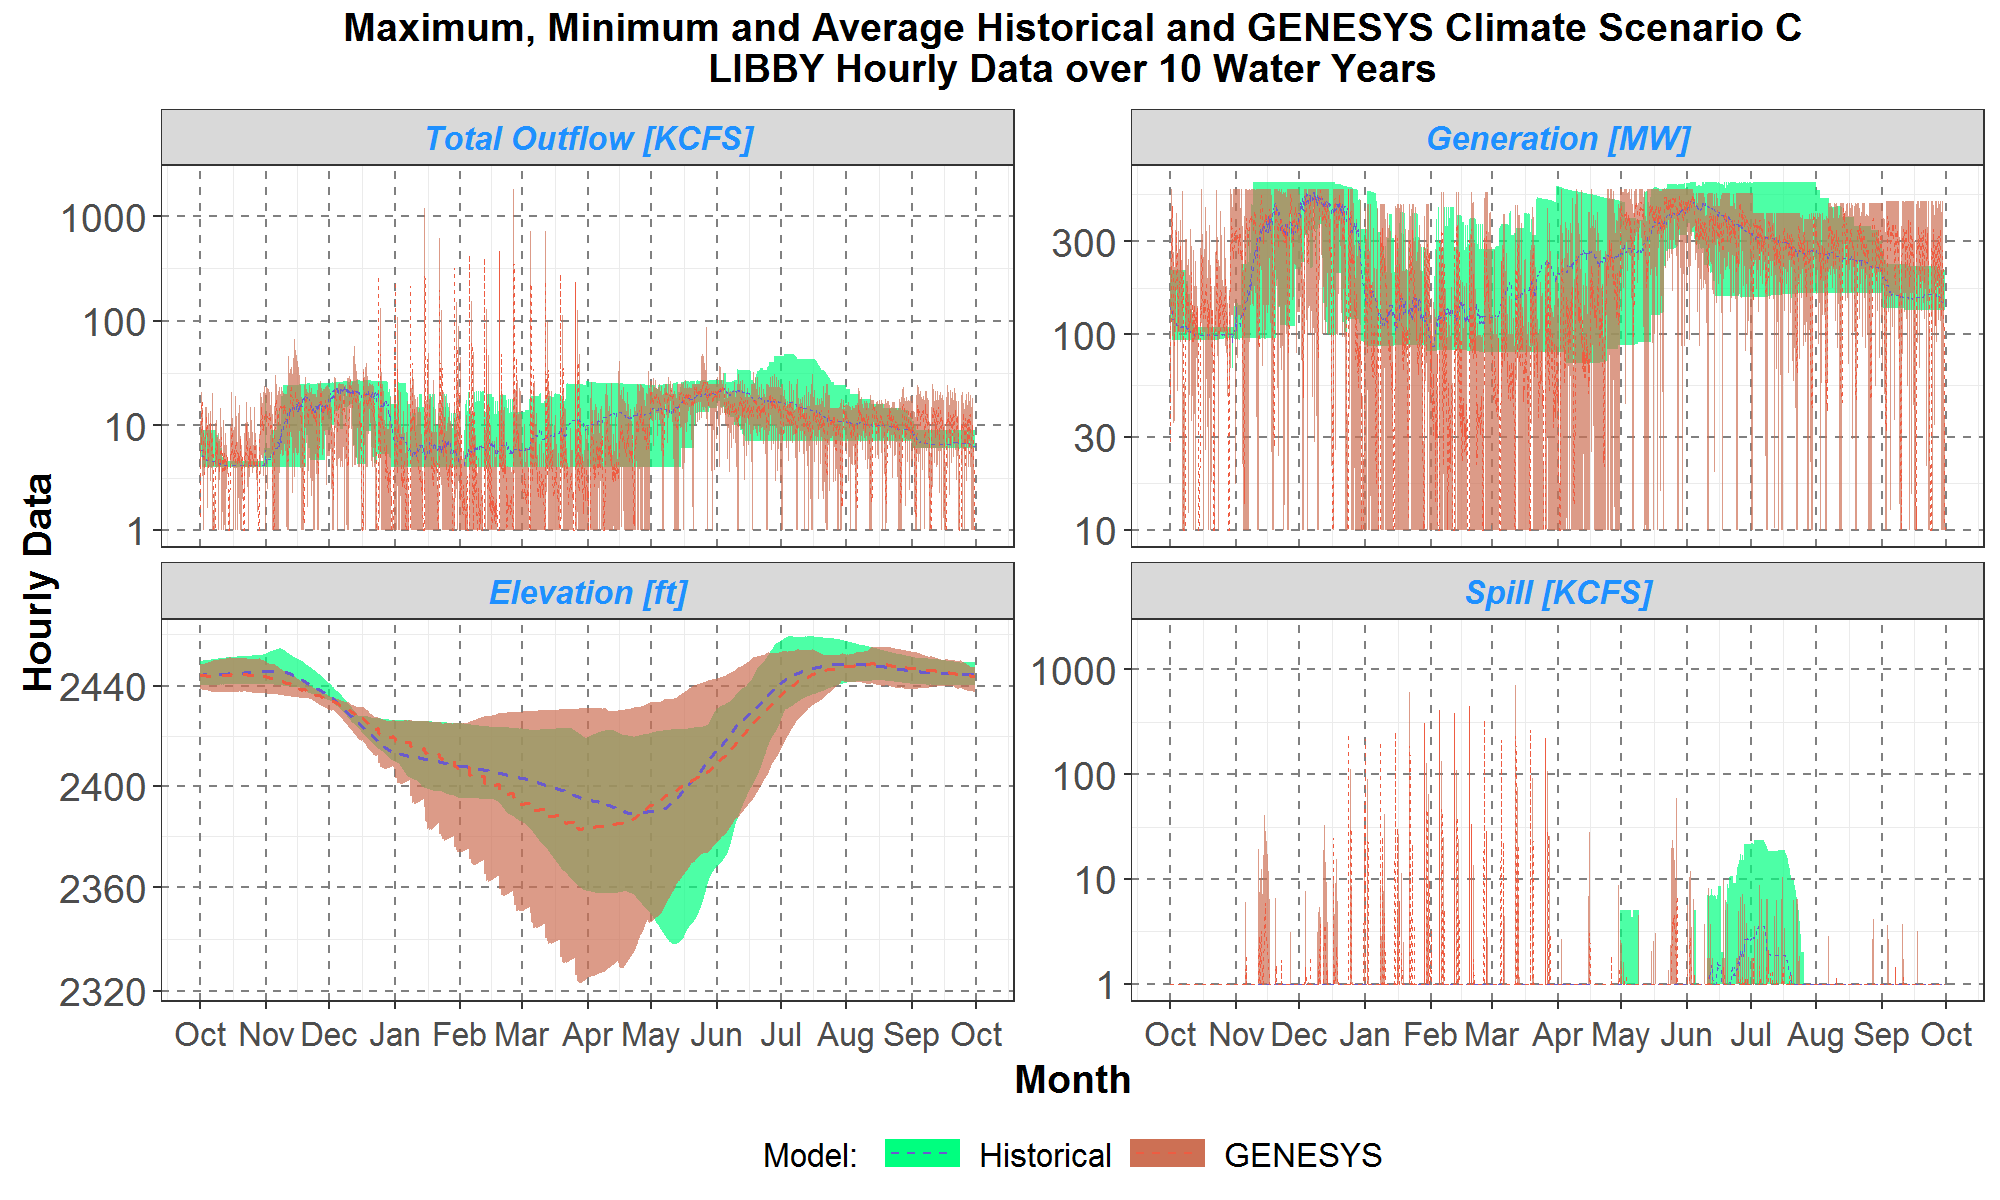 Maximum, Minimum and Average Historical and GENESYS Climate Scenario C
LIBBY Hourly Data over 10 Water Years
Total Outflow [KCFS]
1000
100
10
1
Generation [MW]
300
100
30
10
Hourly Data
Elevation [ft]
2440
2400
2360
2320
Oct Nov Dec Jan Feb Mar Apr May Jun Jul Aug Sep Oct
Spill [KCFS]
1000
100
10
1
Oct Nov Dec Jan Feb Mar Apr May Jun Jul Aug Sep Oct
Month
Model: Historical GENESYS